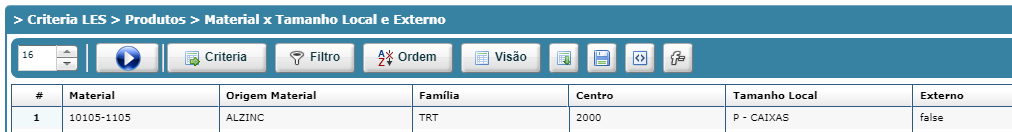 > Criteria LES > Produtos > Material x Tamanho Local e Externo
16 Criteria Filtro Ordem Visão
# Material Origem Material Família Centro Tamanho Local Externo
1 10105-1105 ALZINC TRT 2000 P - CAIXAS false